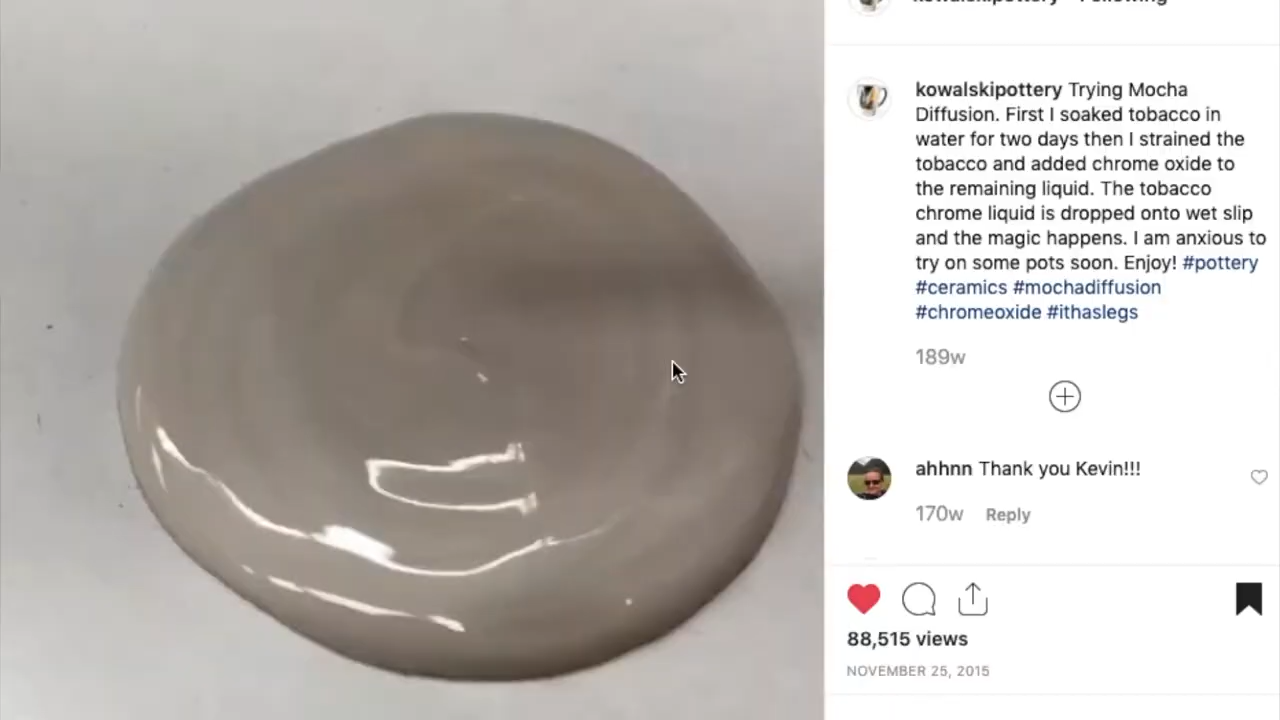 kowalskipottery • Following
kowalskipottery Trying Mocha
Diffusion. First I soaked tobacco in
water for two days then I strained the
tobacco and added chrome oxide to
the remaining liquid. The tobacco
chrome liquid is dropped onto wet slip
and the magic happens. I am anxious to
try on some pots soon. Enjoy! #pottery
#ceramics #mochadiffusion
#chromeoxide #ithaslegs
189w
ahhnn Thank you Kevin!!!
170w Reply
88,515 views
NOVEMBER 25, 2015